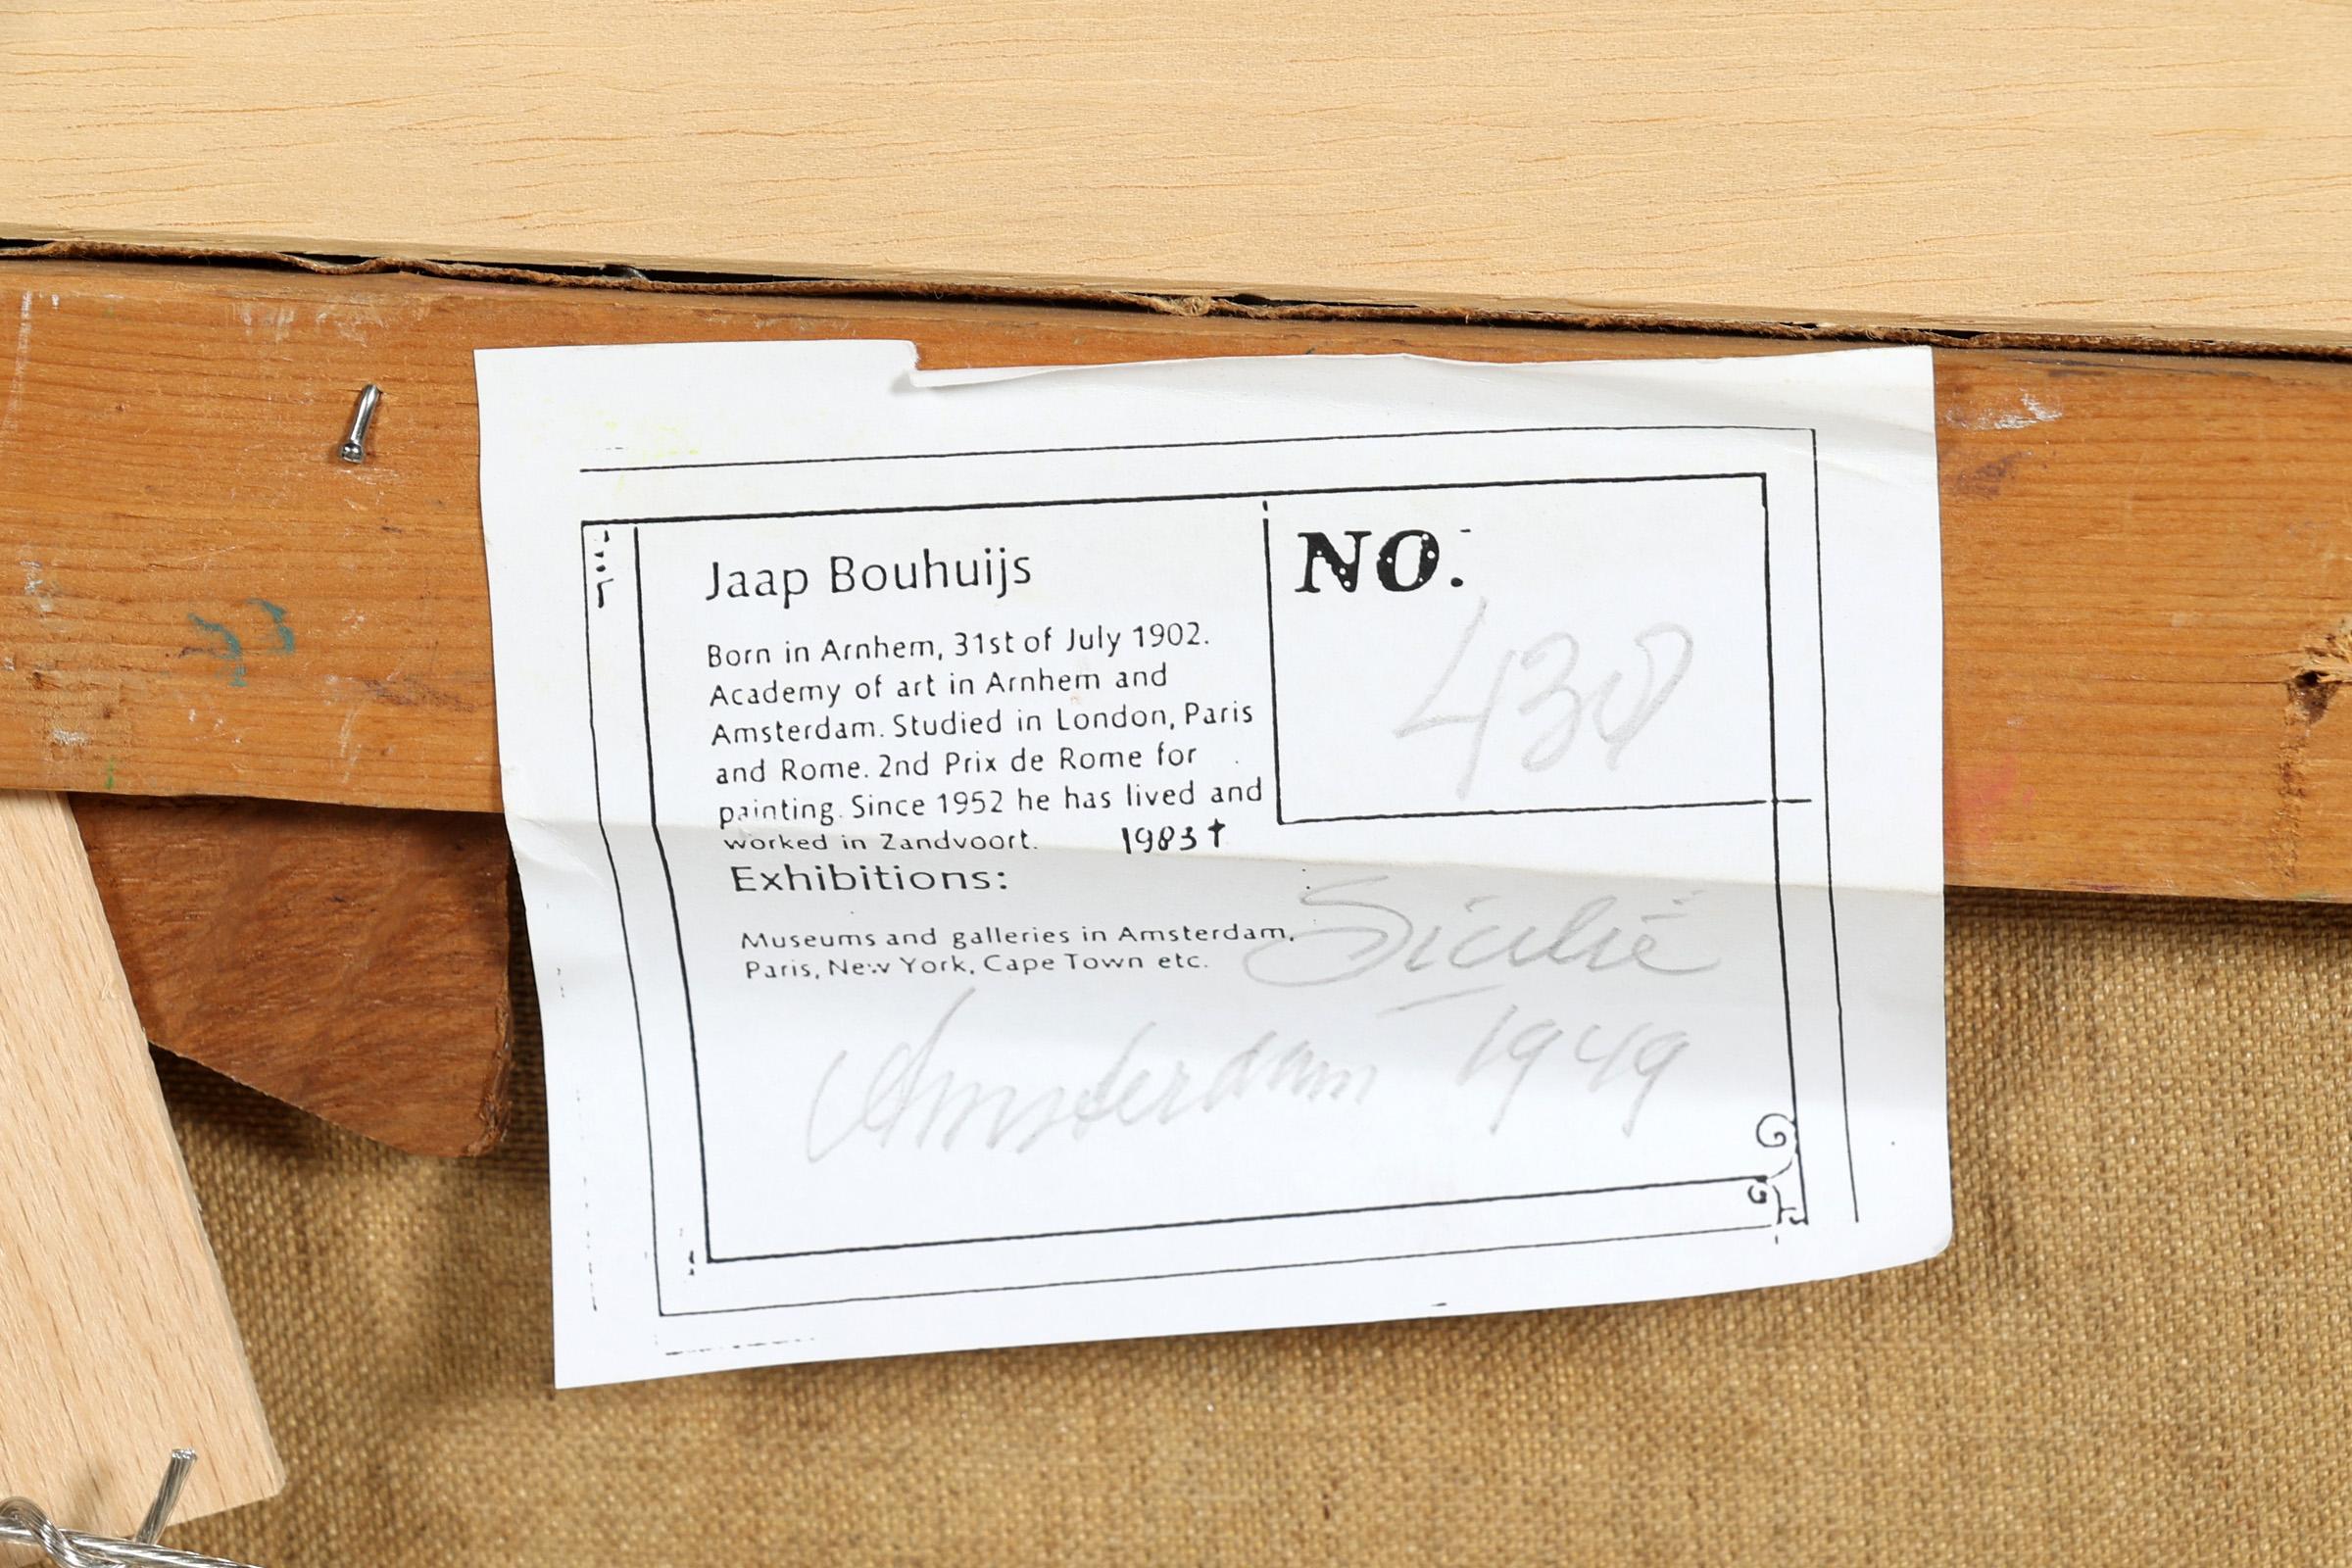 Jaap Bouhuijs
NO.
430
Born in Arnhem, 31st of July 1902.
Academy of art in Arnhem and
Amsterdam. Studied in London, Paris
and Rome. 2nd Prix de Rome for
painting. Since 1952 he has lived and
worked in Zandvoort. 1983†
Exhibitions:
Museums and galleries in Amsterdam,
Paris, New York, Cape Town etc.
Sicilië
Amsterdam 1949